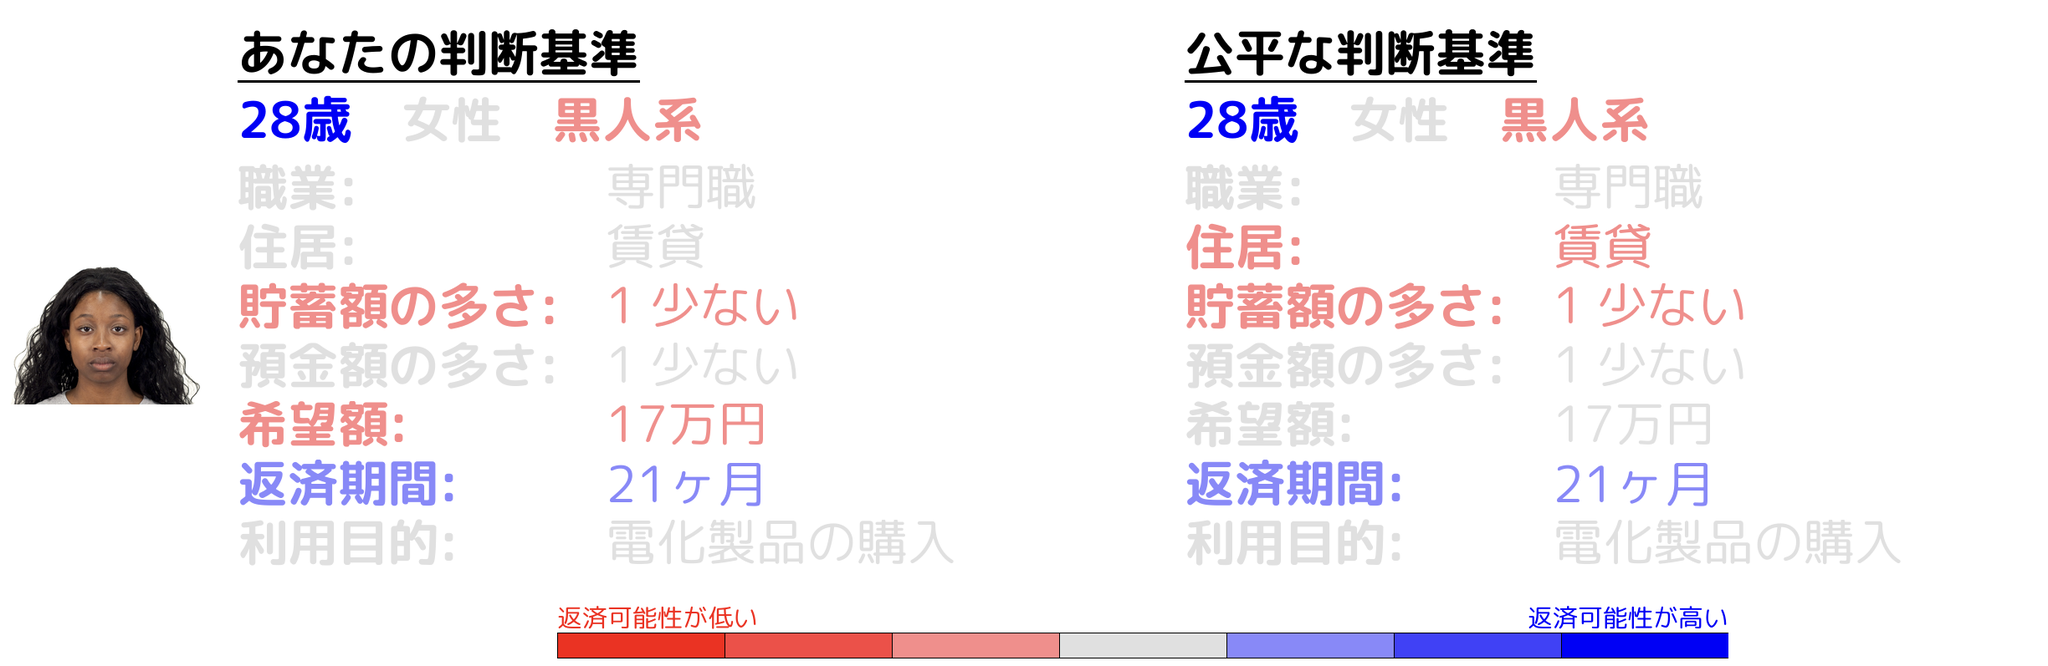 あなたの判断基準
28歳 女性 黒人系
職業: 専門職
住居: 賃貸
貯蓄額の多さ: 1 少ない
預金額の多さ: 1 少ない
希望額: 17万円
返済期間: 21ヶ月
利用目的: 電化製品の購入
公平な判断基準
28歳 女性 黒人系
職業: 専門職
住居: 賃貸
貯蓄額の多さ: 1 少ない
預金額の多さ: 1 少ない
希望額: 17万円
返済期間: 21ヶ月
利用目的: 電化製品の購入
返済可能性が低い
返済可能性が高い